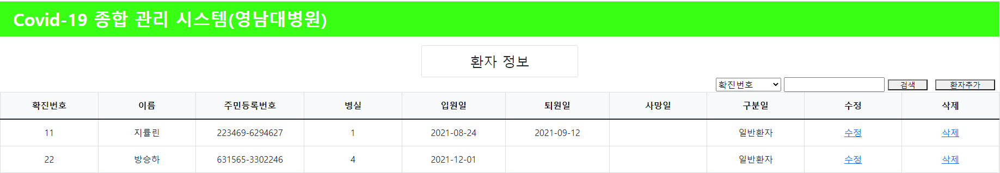 Covid-19 종합 관리 시스템(영남대병원)
환자 정보
확진번호 검색 환자추가
확진번호 이름 주민등록번호 병실 입원일 퇴원일 사망일 구분일 수정 삭제
11 지률린 223469-6294627 1 2021-08-24 2021-09-12 일반환자 수정 삭제
22 방승하 631565-3302246 4 2021-12-01 일반환자 수정 삭제